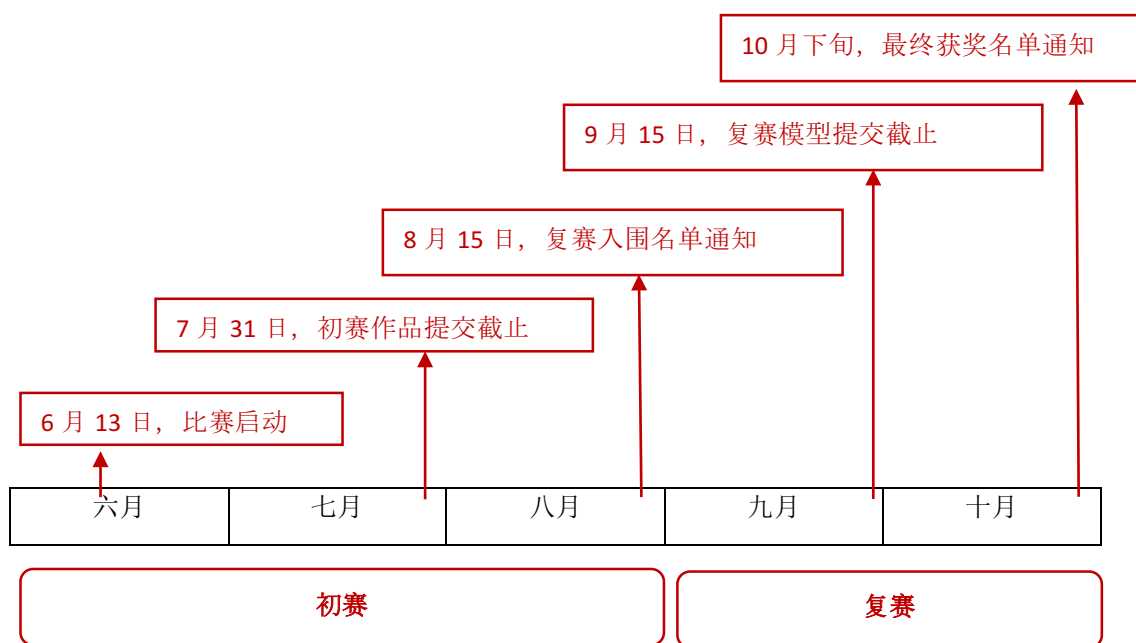 10 月下旬，最终获奖名单通知
9 月 15 日，复赛模型提交截止
8 月 15 日，复赛入围名单通知
7 月 31 日，初赛作品提交截止
6 月 13 日，比赛启动
六月 七月 八月 九月 十月
初赛 复赛